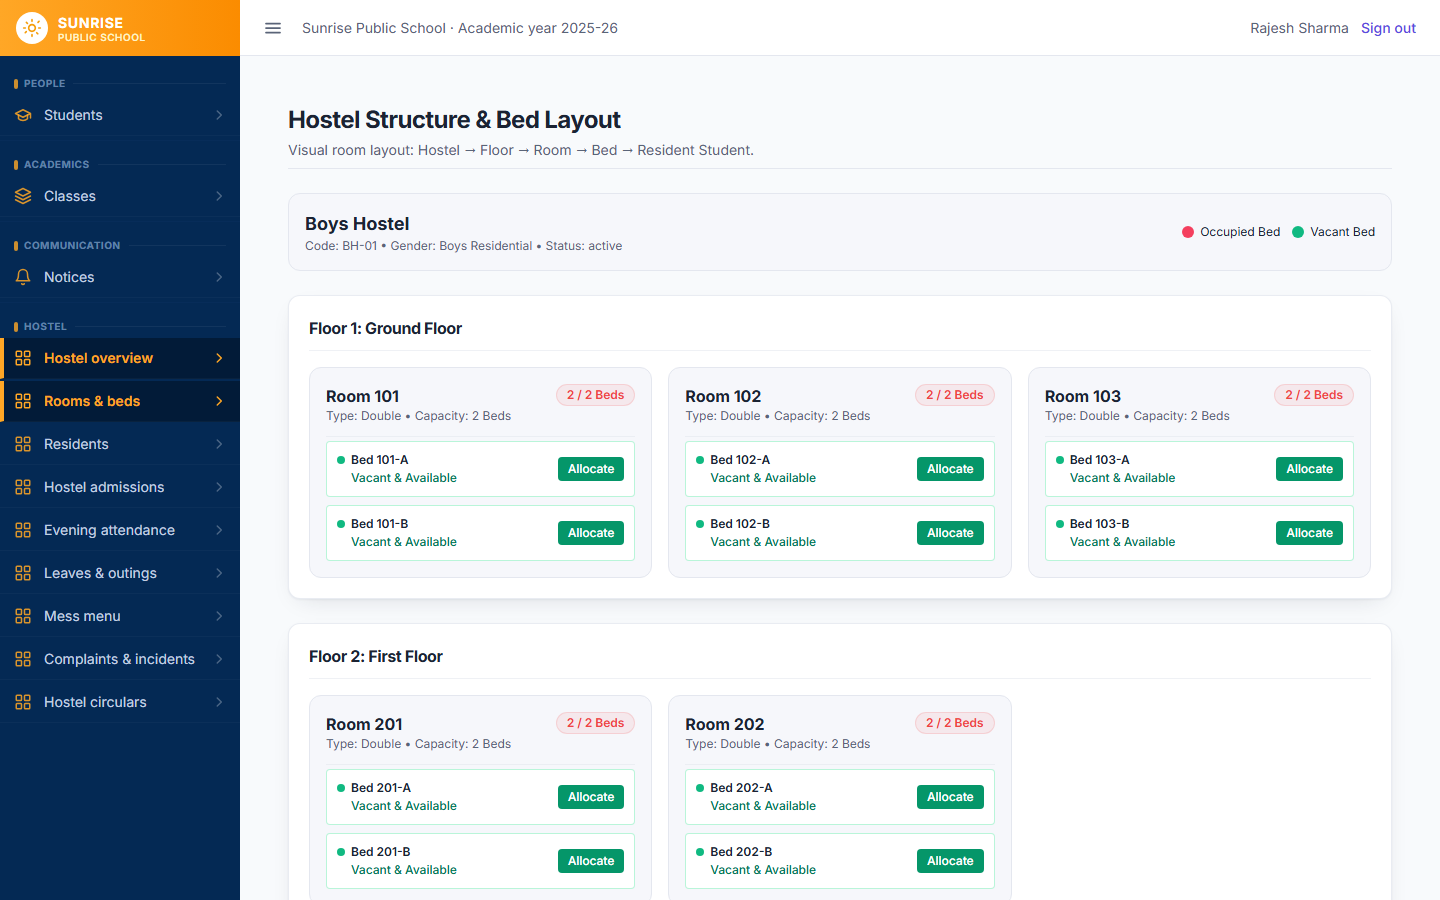 SUNRISE
PUBLIC SCHOOL
Sunrise Public School · Academic year 2025-26
Rajesh Sharma
Sign out
PEOPLE
Students
ACADEMICS
Classes
COMMUNICATION
Notices
HOSTEL
Hostel overview
Rooms & beds
Residents
Hostel admissions
Evening attendance
Leaves & outings
Mess menu
Complaints & incidents
Hostel circulars
Hostel Structure & Bed Layout
Visual room layout: Hostel → Floor → Room → Bed → Resident Student.
Boys Hostel
Code: BH-01 • Gender: Boys Residential • Status: active
Occupied Bed
Vacant Bed
Floor 1: Ground Floor
Room 101
2 / 2 Beds
Type: Double • Capacity: 2 Beds
Bed 101-A
Vacant & Available
Allocate
Bed 101-B
Vacant & Available
Allocate
Room 102
2 / 2 Beds
Type: Double • Capacity: 2 Beds
Bed 102-A
Vacant & Available
Allocate
Bed 102-B
Vacant & Available
Allocate
Room 103
2 / 2 Beds
Type: Double • Capacity: 2 Beds
Bed 103-A
Vacant & Available
Allocate
Bed 103-B
Vacant & Available
Allocate
Floor 2: First Floor
Room 201
2 / 2 Beds
Type: Double • Capacity: 2 Beds
Bed 201-A
Vacant & Available
Allocate
Bed 201-B
Vacant & Available
Allocate
Room 202
2 / 2 Beds
Type: Double • Capacity: 2 Beds
Bed 202-A
Vacant & Available
Allocate
Bed 202-B
Vacant & Available
Allocate